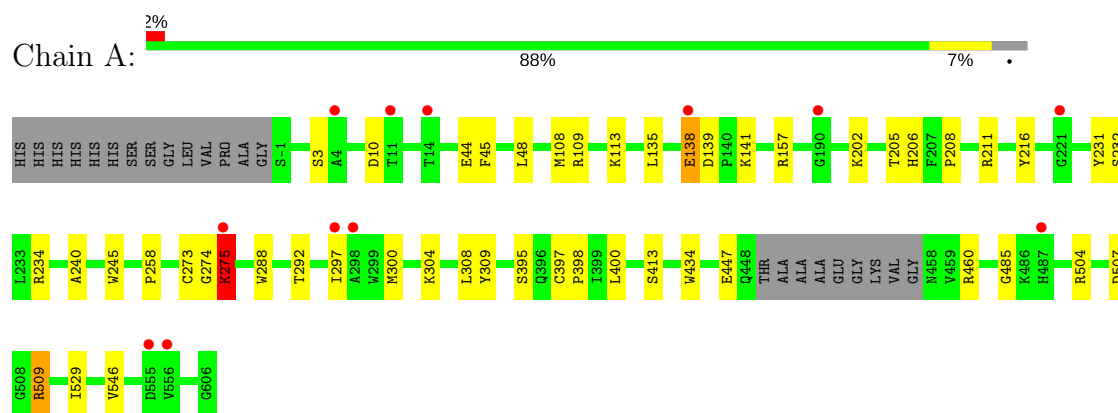 2%
Chain A:
88%
7%
HIS HIS HIS HIS HIS HIS SER SER GLY LEU VAL PRO ALA GLY S-1 S3 A4 D10 T11 T14 E44 F45 L48 M108 R109 K113 L135 E138 D139 P140 K141 R157 G190 K202 T205 H206 F207 P208 R211 Y216 G221 Y231 S232
L233 R234 A240 W245 P258 C273 G274 K275 W288 T292 I297 A298 W299 M300 K304 L308 Y309 S395 Q396 C397 P398 I399 L400 S413 W434 E447 Q448 THR ALA ALA ALA GLU GLY LYS VAL GLY N458 V459 R460 G485 K486 H487 R504 D507
G508 R509 I529 V546 D555 V556 G606